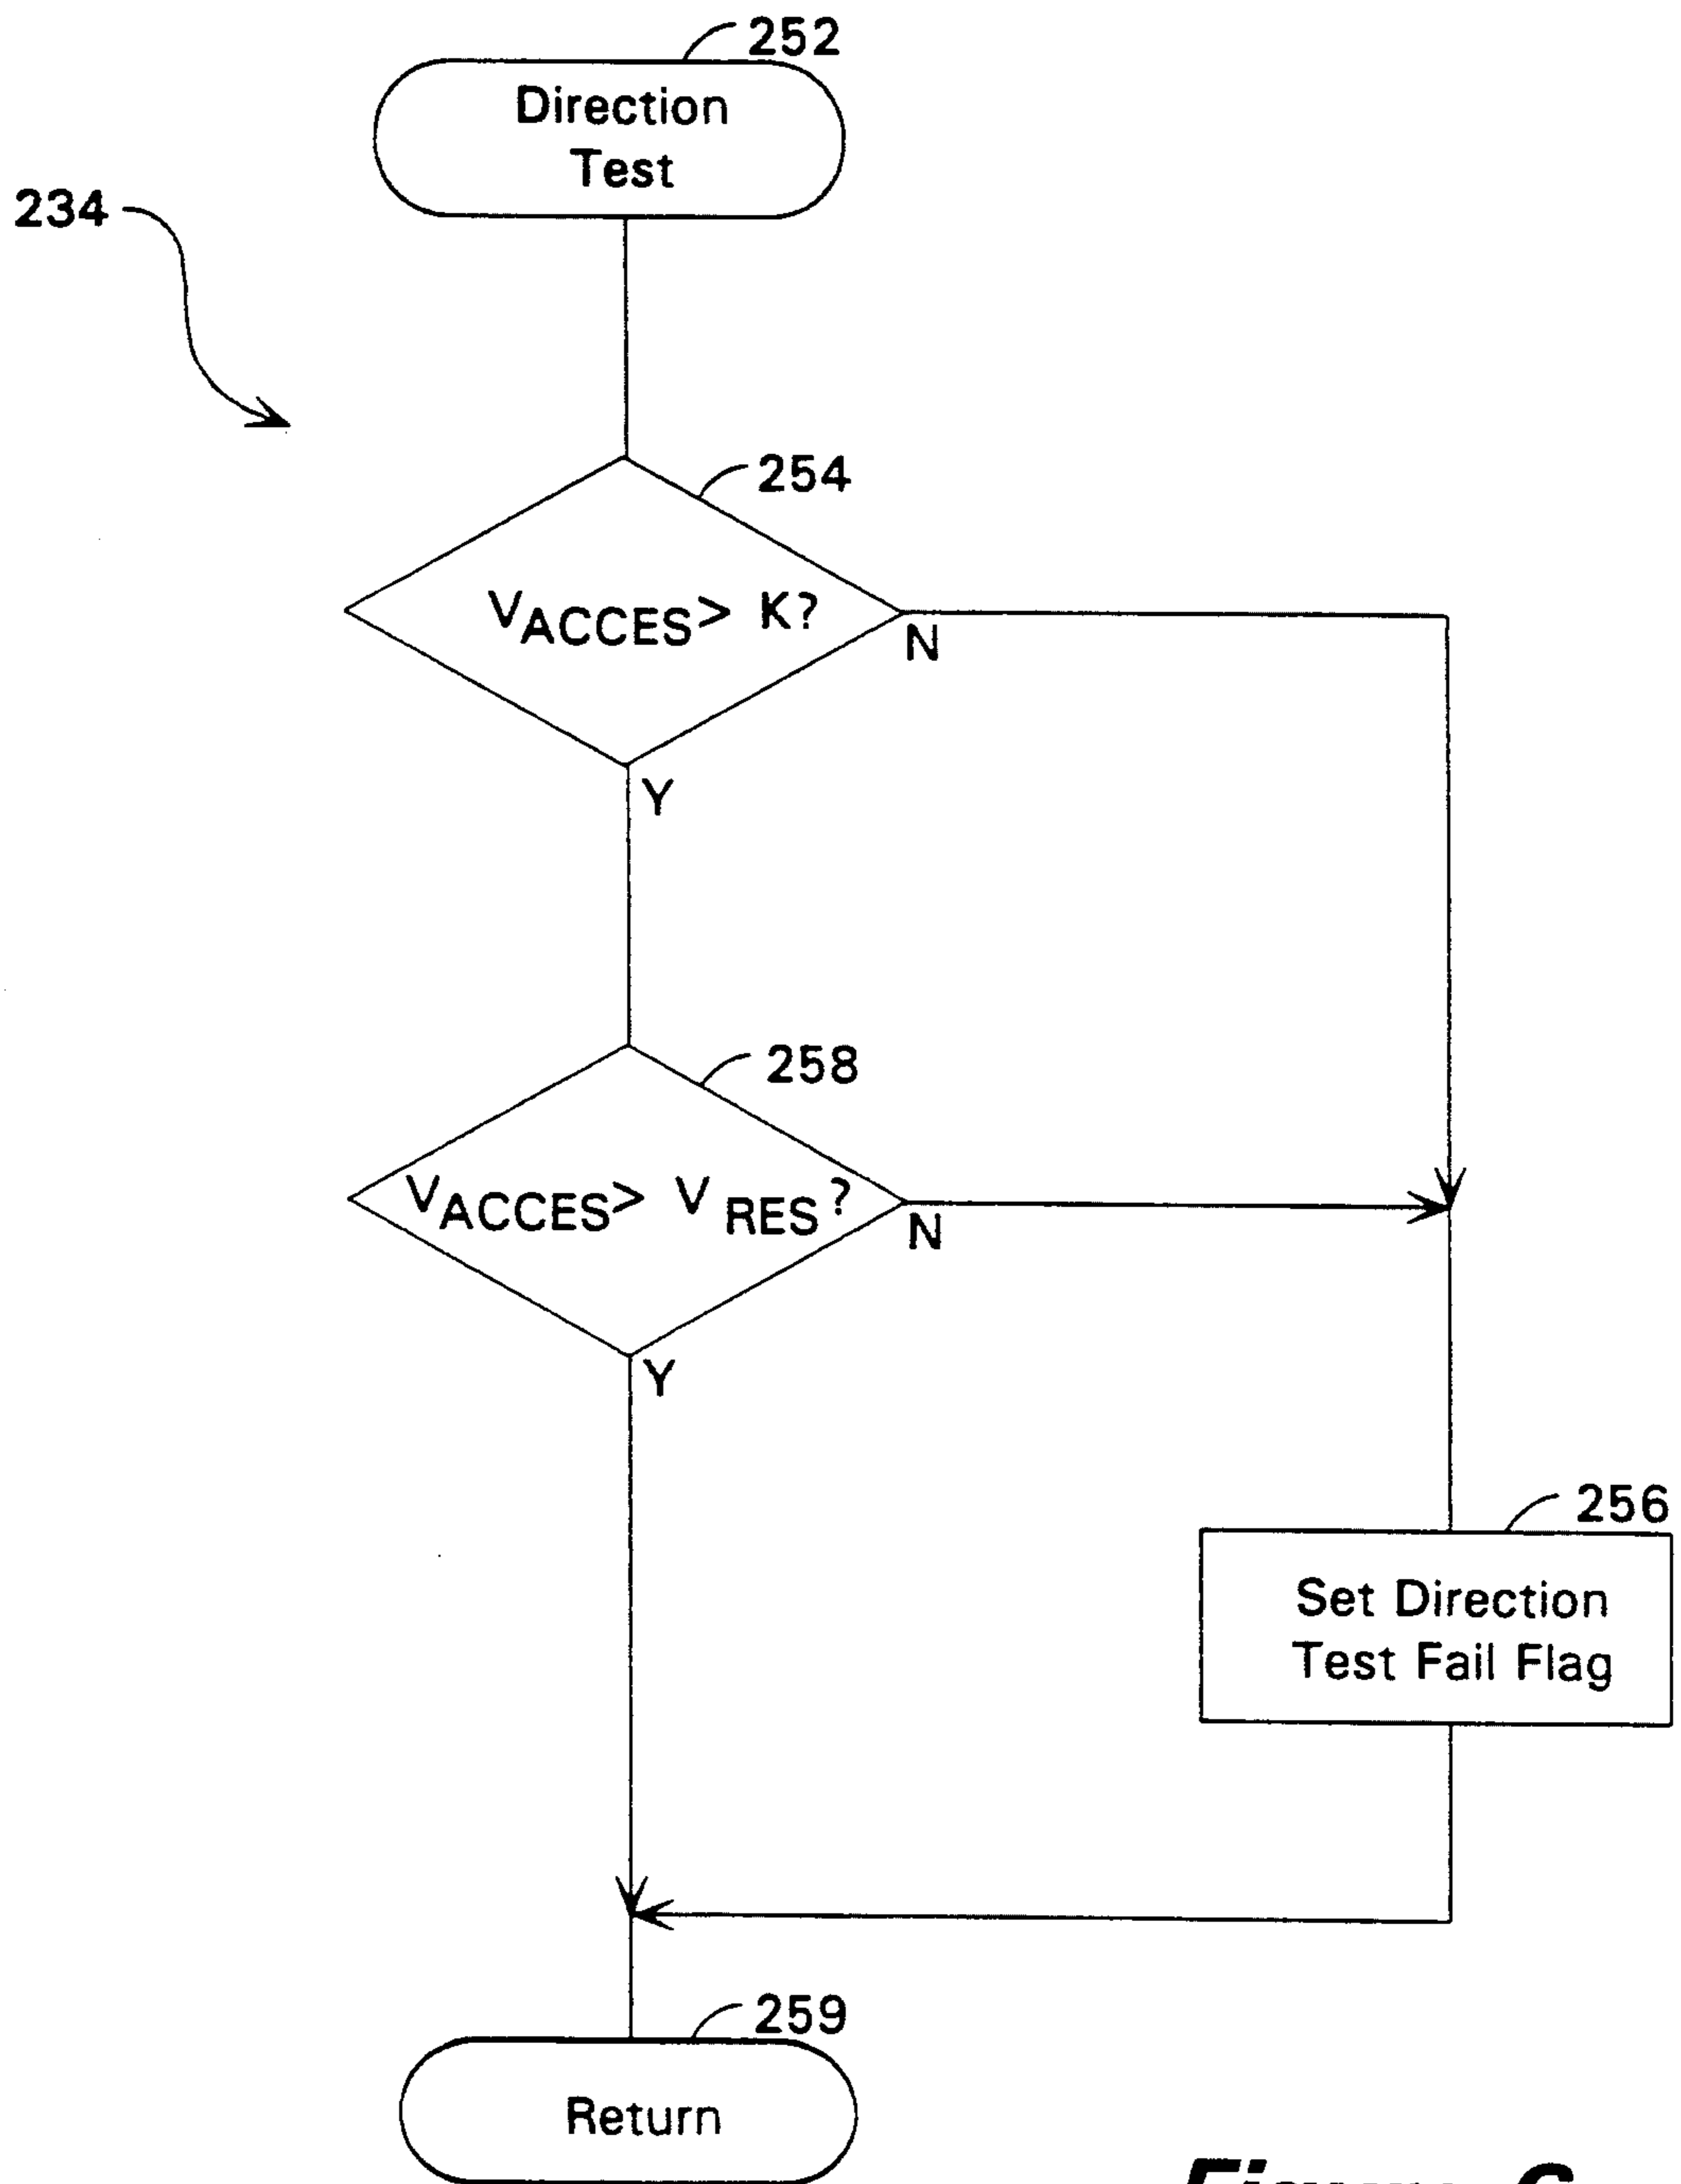 252
Direction
Test
234
254
VACCES> K?
N
Y
258
VACCES> V RES?
N
Y
256
Set Direction
Test Fail Flag
259
Return